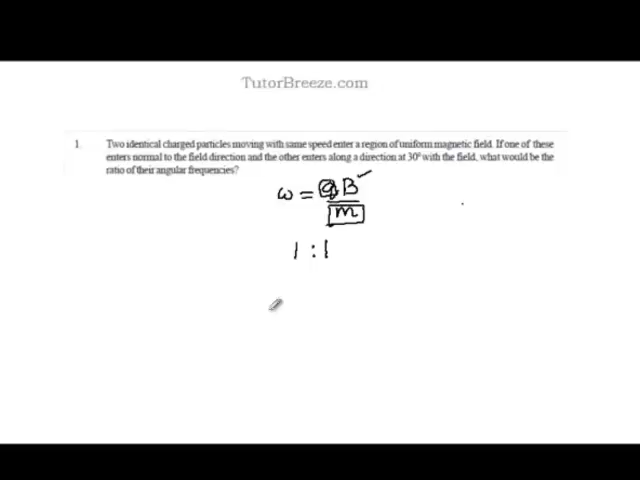 TutorBreeze.com
1. Two identical charged particles moving with same speed enter a region of uniform magnetic field. If one of these
enters normal to the field direction and the other enters along a direction at 30° with the field, what would be the
ratio of their angular frequencies?
ω = qB
m
1 : 1